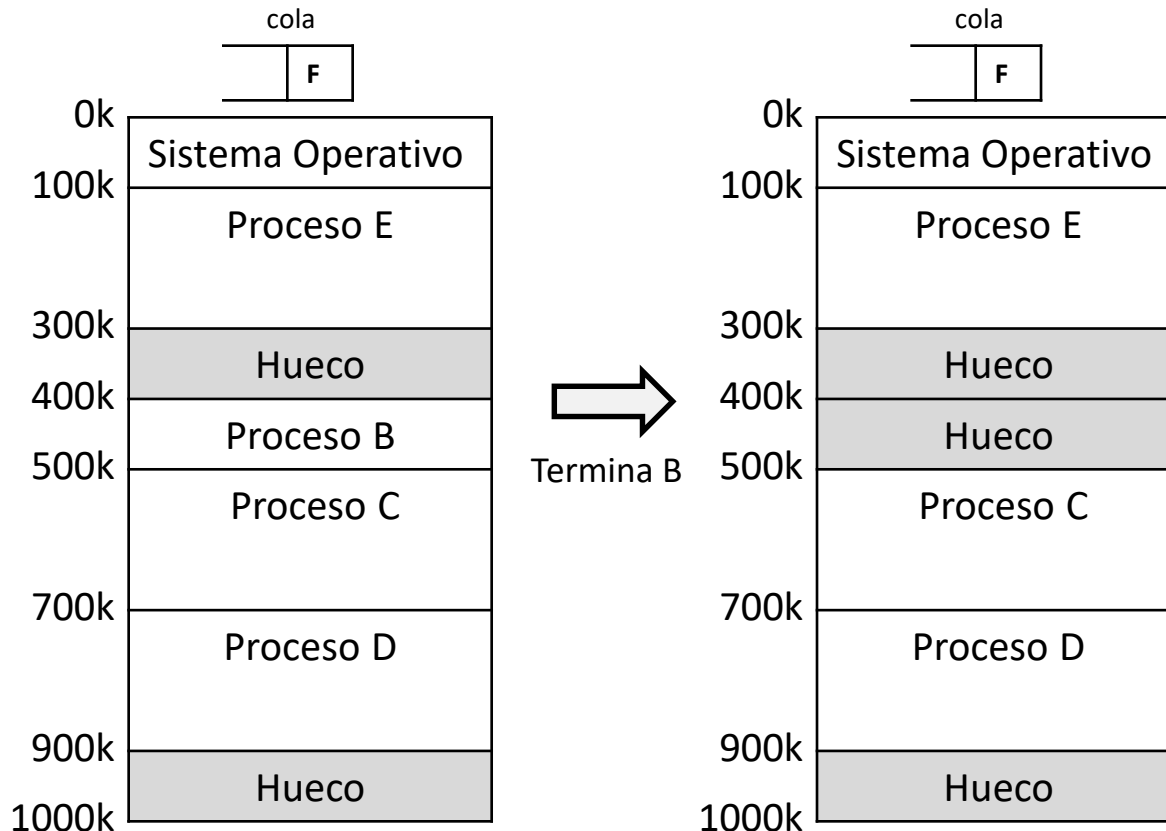 cola
F
0k
Sistema Operativo
100k
Proceso E
300k
Hueco
400k
Proceso B
500k
Proceso C
700k
Proceso D
900k
Hueco
1000k
Termina B
cola
F
0k
Sistema Operativo
100k
Proceso E
300k
Hueco
400k
Hueco
500k
Proceso C
700k
Proceso D
900k
Hueco
1000k